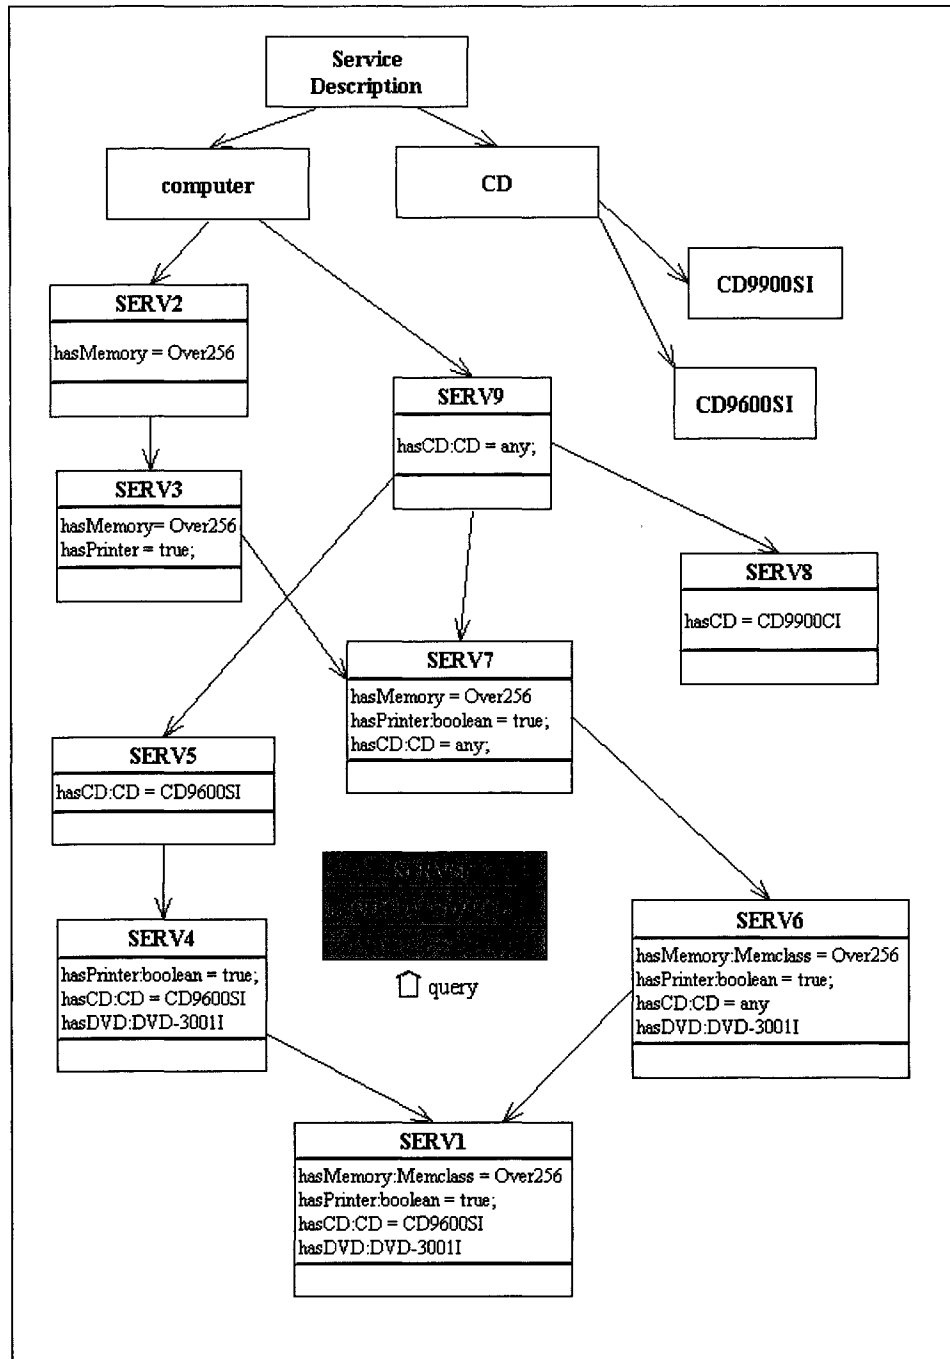 Service
Description
computer
CD
CD9900SI
SERV2
hasMemory = Over256
CD9600SI
SERV9
hasCD:CD = any;
SERV3
hasMemory= Over256
hasPrinter = true;
SERV8
hasCD = CD9900CI
SERV7
hasMemory = Over256
hasPrinter:boolean = true;
hasCD:CD = any;
SERV5
hasCD:CD = CD9600SI
SERV4
hasPrinter:boolean = true;
hasCD:CD = CD9600SI
hasDVD:DVD-3001I
query
SERV6
hasMemory:Memclass = Over256
hasPrinter:boolean = true;
hasCD:CD = any
hasDVD:DVD-3001I
SERV1
hasMemory:Memclass = Over256
hasPrinter:boolean = true;
hasCD:CD = CD9600SI
hasDVD:DVD-3001I